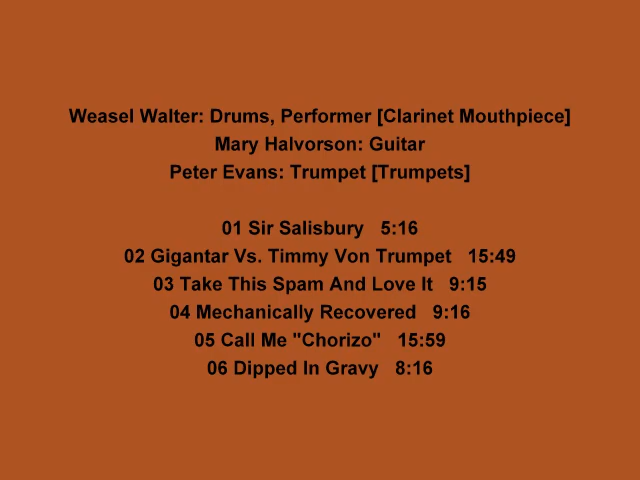 Weasel Walter: Drums, Performer [Clarinet Mouthpiece]
Mary Halvorson: Guitar
Peter Evans: Trumpet [Trumpets]
01 Sir Salisbury 5:16
02 Gigantar Vs. Timmy Von Trumpet 15:49
03 Take This Spam And Love It 9:15
04 Mechanically Recovered 9:16
05 Call Me "Chorizo" 15:59
06 Dipped In Gravy 8:16